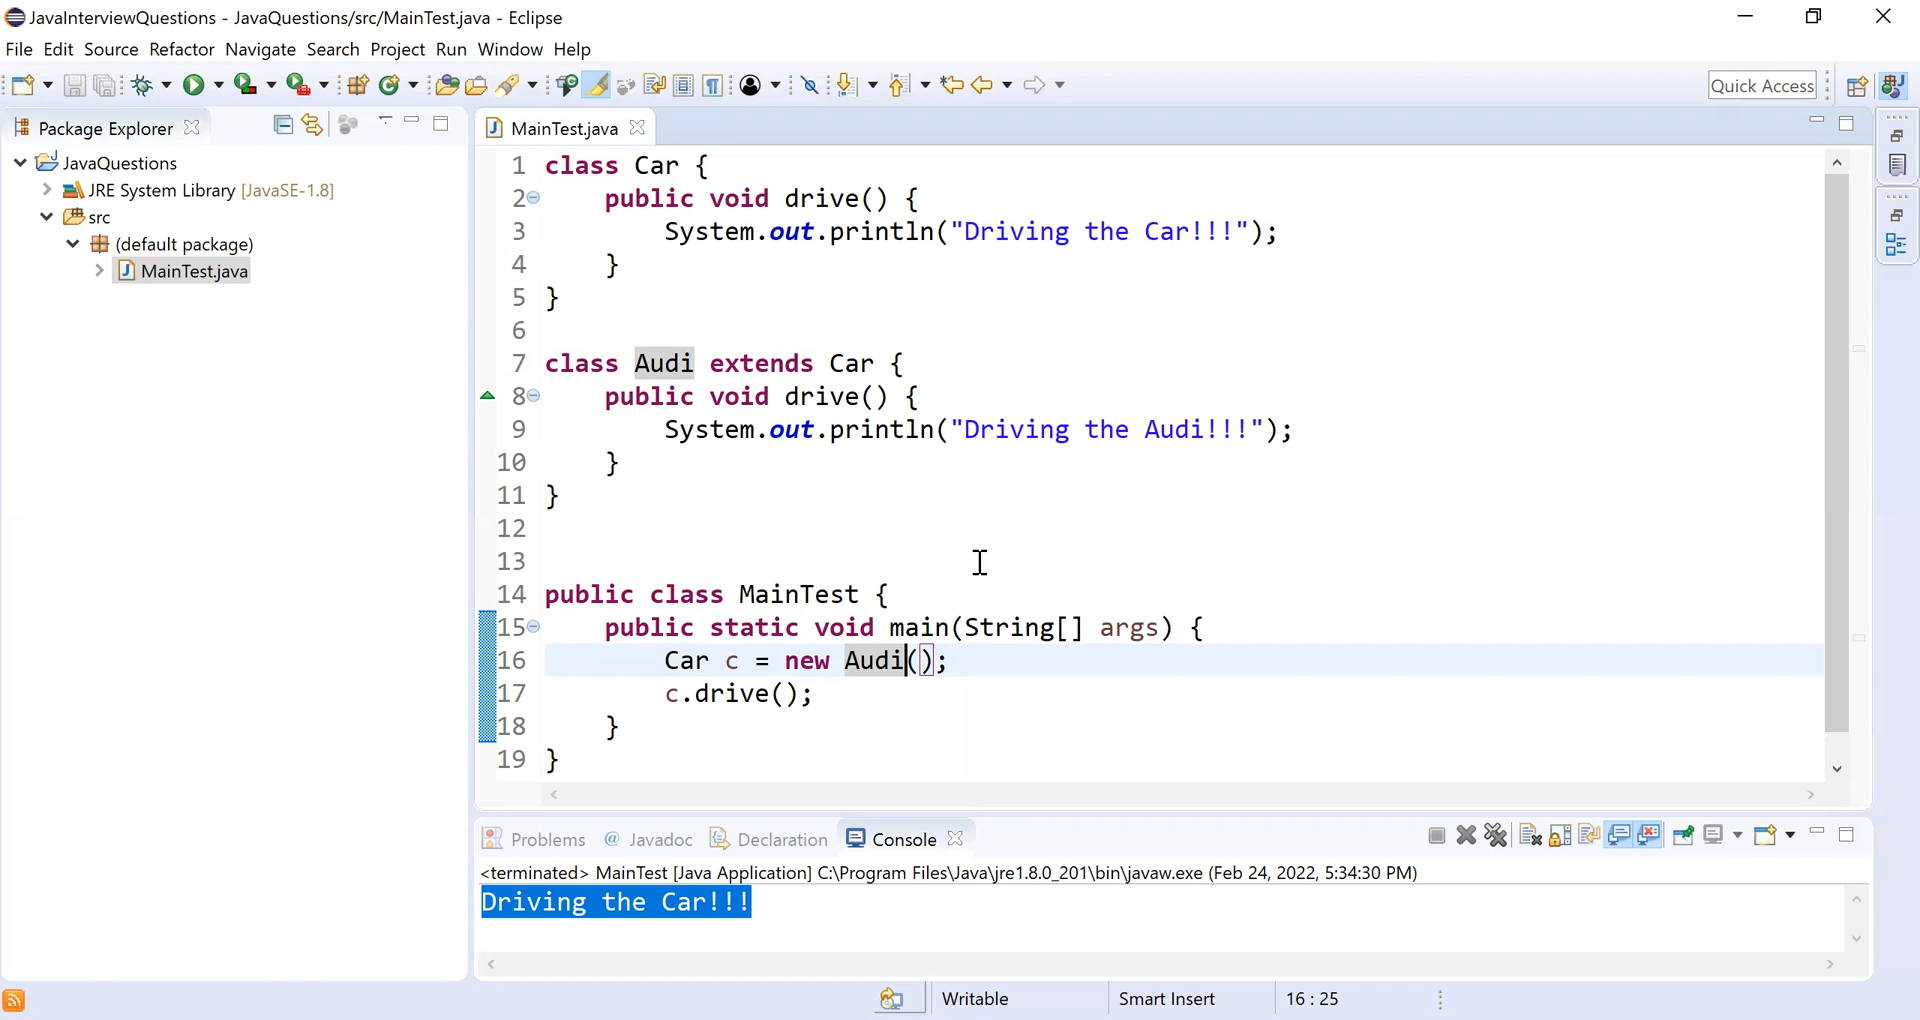 JavaInterviewQuestions - JavaQuestions/src/MainTest.java - Eclipse
File Edit Source Refactor Navigate Search Project Run Window Help
Quick Access
Package Explorer
JavaQuestions
JRE System Library [JavaSE-1.8]
src
(default package)
MainTest.java
MainTest.java
1 class Car {
2 public void drive() {
3 System.out.println("Driving the Car!!!");
4 }
5 }
6
7 class Audi extends Car {
8 public void drive() {
9 System.out.println("Driving the Audi!!!");
10 }
11 }
12
13
14 public class MainTest {
15 public static void main(String[] args) {
16 Car c = new Audi();
17 c.drive();
18 }
19 }
Problems @ Javadoc Declaration Console
<terminated> MainTest [Java Application] C:\Program Files\Java\jre1.8.0_201\bin\javaw.exe (Feb 24, 2022, 5:34:30 PM)
Driving the Car!!!
Writable Smart Insert 16 : 25